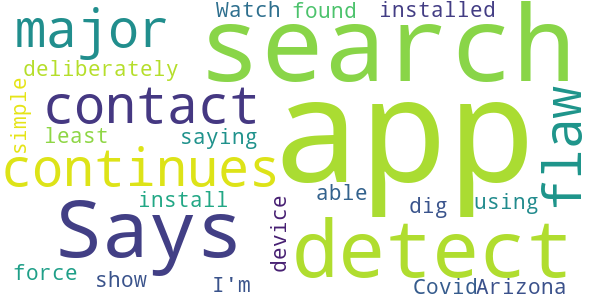 Watch found installed
major search
deliberately
simple contact flaw
app
least saying
continues
install able dig using
Says device detect
force show I'm CovidArizona